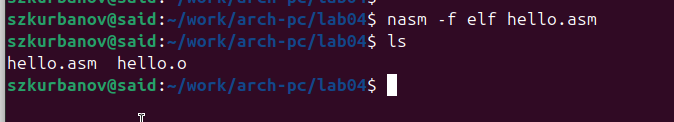 szkurbanov@said:~/work/arch-pc/lab04$ nasm -f elf hello.asm
szkurbanov@said:~/work/arch-pc/lab04$ ls
hello.asm  hello.o
szkurbanov@said:~/work/arch-pc/lab04$